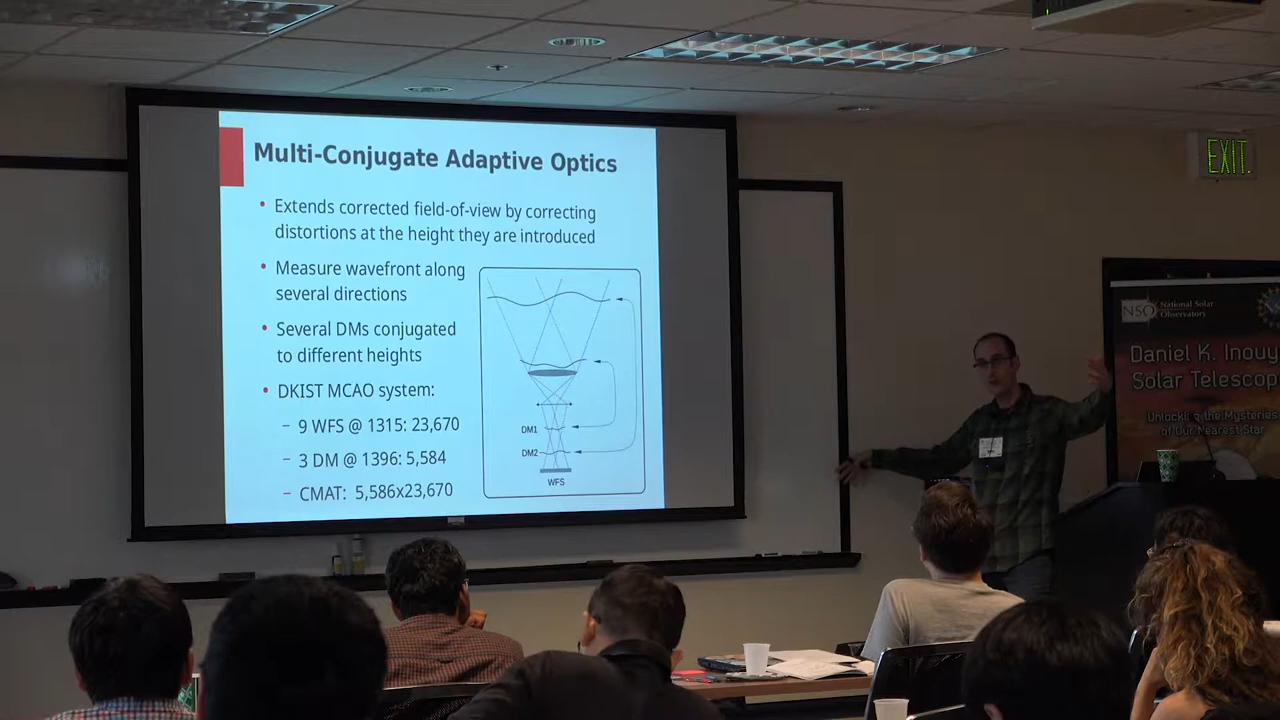 Multi-Conjugate Adaptive Optics
• Extends corrected field-of-view by correcting
distortions at the height they are introduced
• Measure wavefront along
several directions
• Several DMs conjugated
to different heights
• DKIST MCAO system:
– 9 WFS @ 1315: 23,670
– 3 DM @ 1396: 5,584
– CMAT: 5,586x23,670
DM1
DM2
WFS
EXIT
NSO
National Solar
Observatory
Daniel K. Inouy
Solar Telescop
the Mysteries
of Our Nearest Star